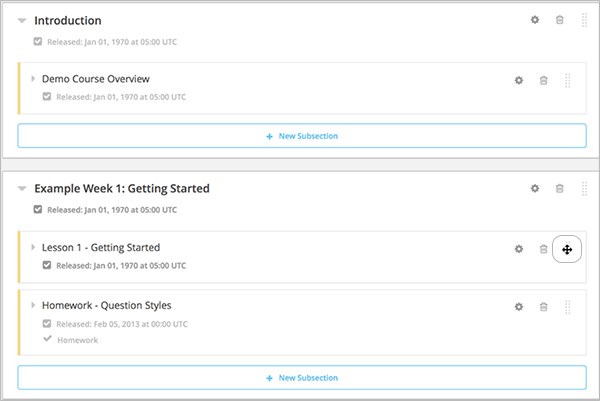 Introduction
Released: Jan 01, 1970 at 05:00 UTC
Demo Course Overview
Released: Jan 01, 1970 at 05:00 UTC
+ New Subsection
Example Week 1: Getting Started
Released: Jan 01, 1970 at 05:00 UTC
Lesson 1 - Getting Started
Released: Jan 01, 1970 at 05:00 UTC
Homework - Question Styles
Released: Feb 05, 2013 at 00:00 UTC
Homework
+ New Subsection